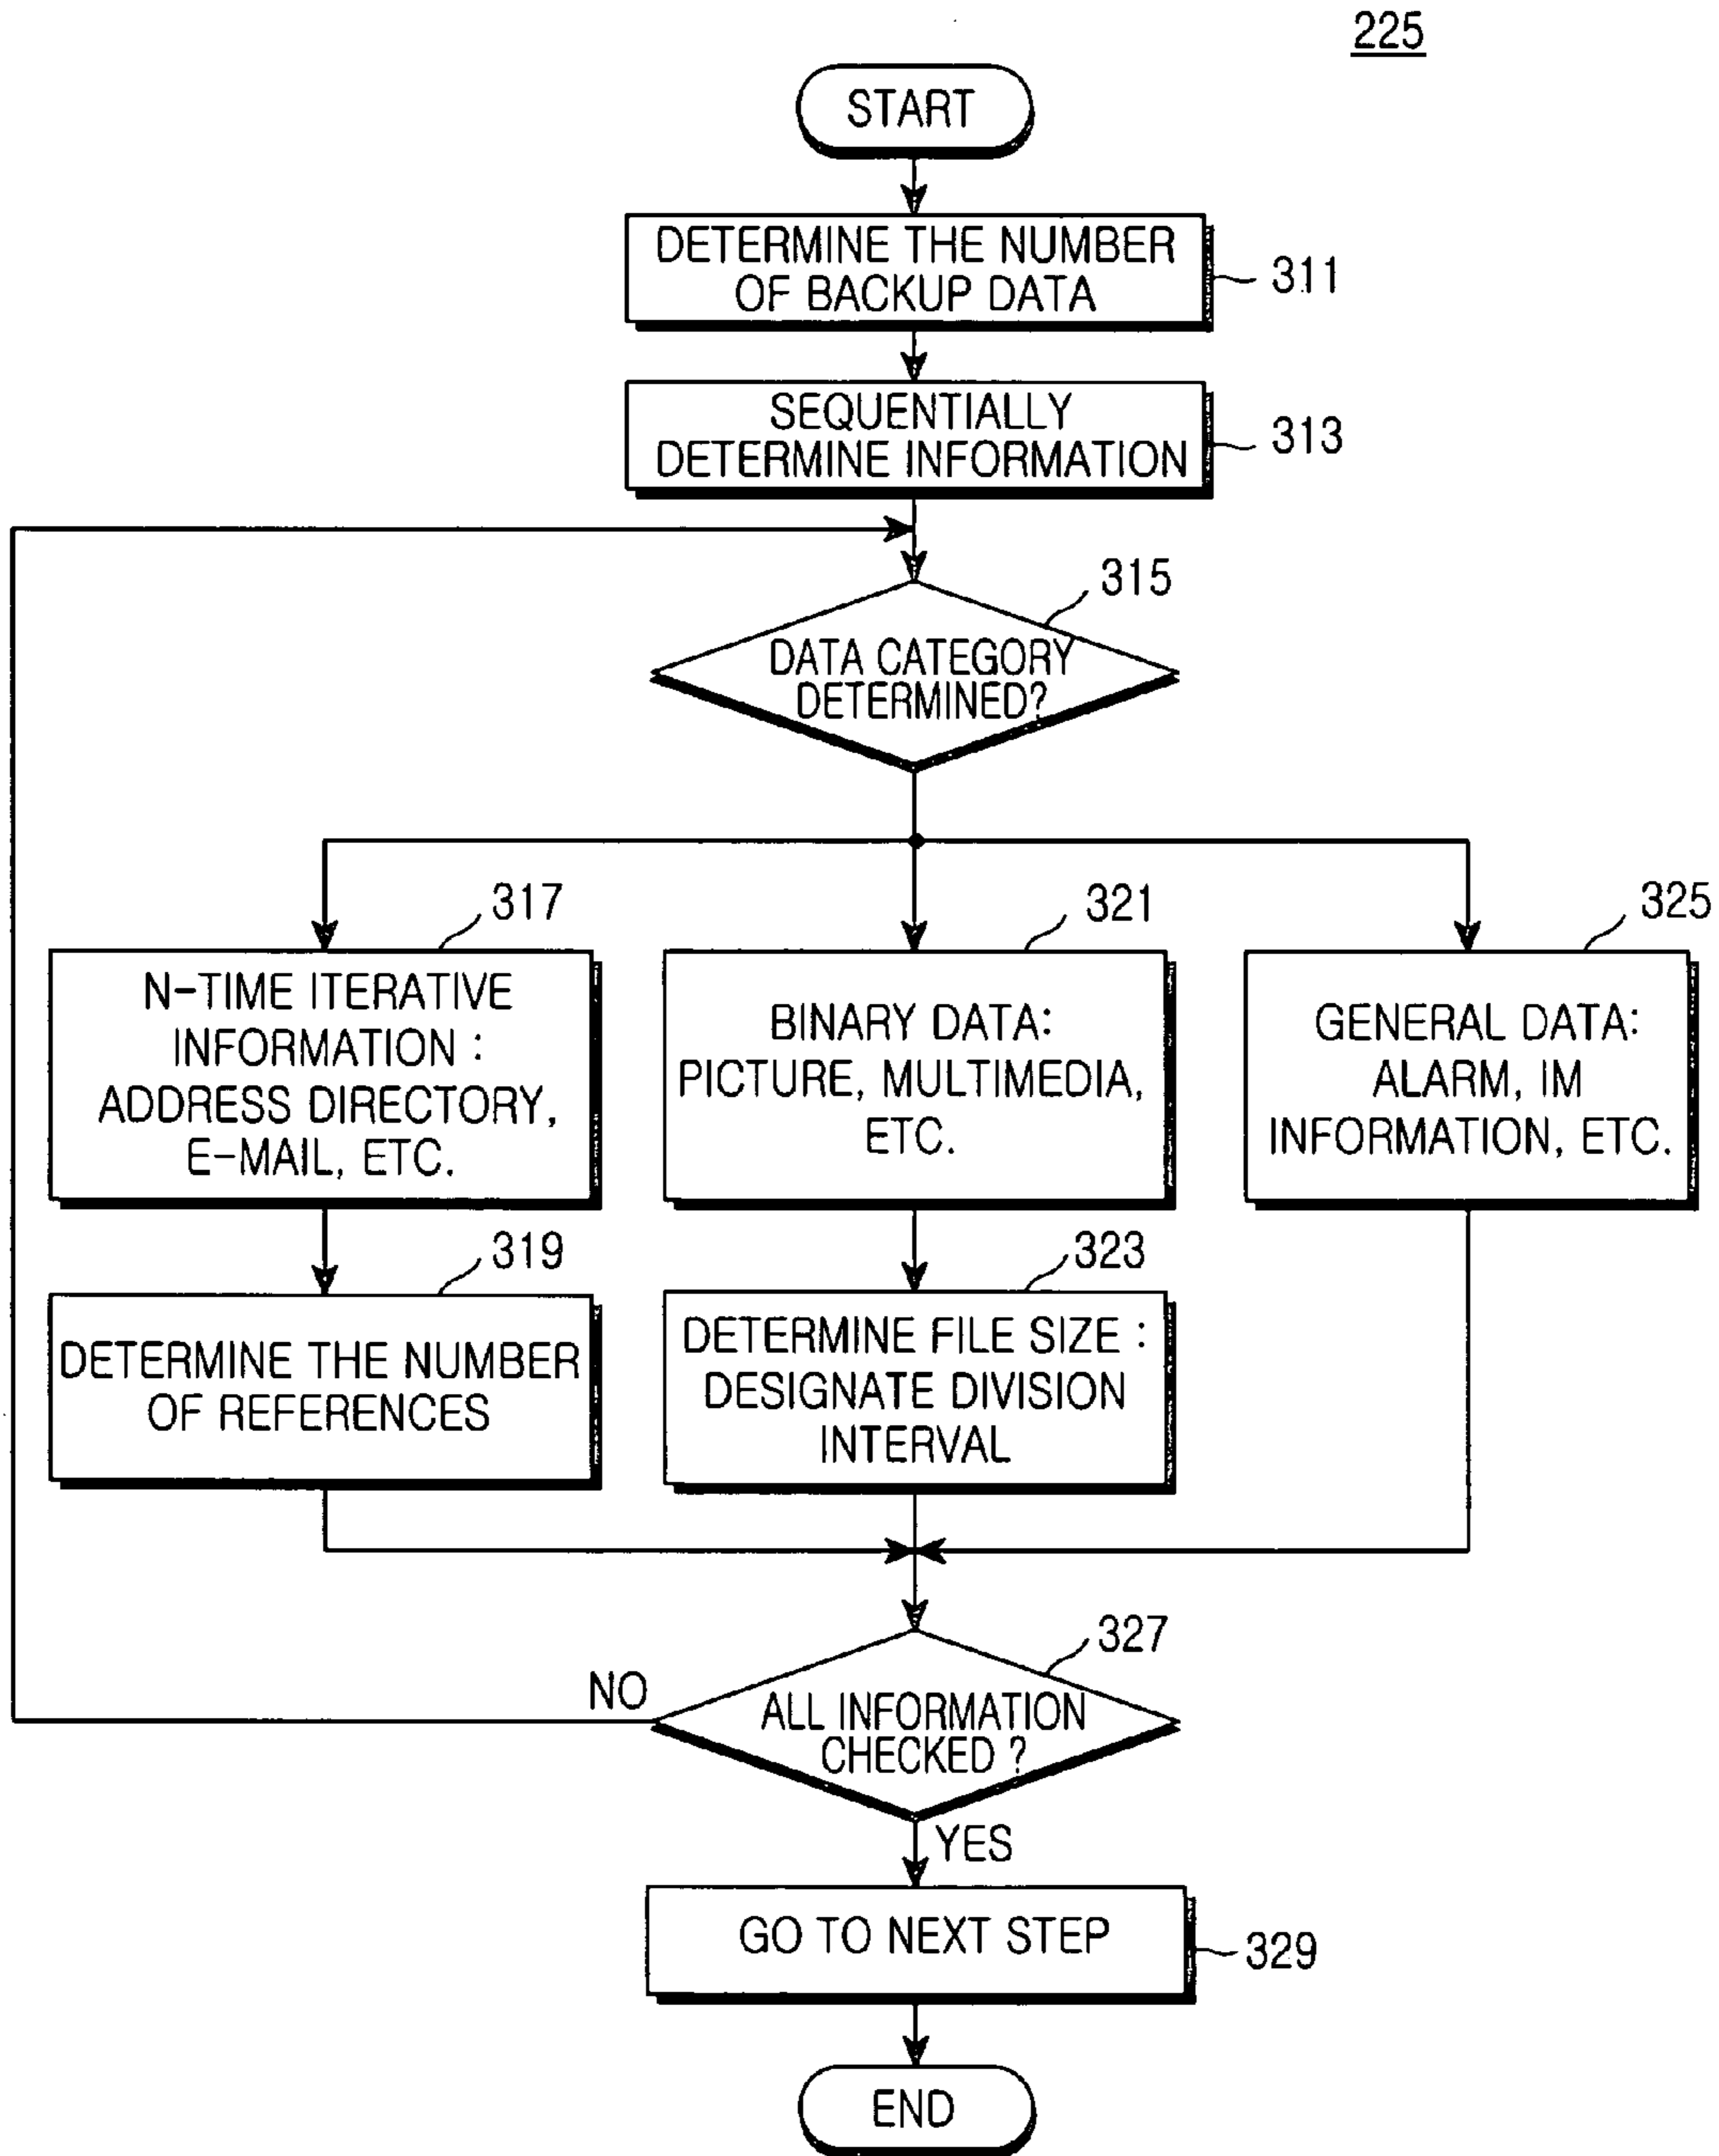 225
START
DETERMINE THE NUMBER
OF BACKUP DATA
311
SEQUENTIALLY
DETERMINE INFORMATION
313
315
DATA CATEGORY
DETERMINED?
317
N-TIME ITERATIVE
INFORMATION :
ADDRESS DIRECTORY,
E-MAIL, ETC.
321
BINARY DATA:
PICTURE, MULTIMEDIA,
ETC.
325
GENERAL DATA:
ALARM, IM
INFORMATION, ETC.
319
DETERMINE THE NUMBER
OF REFERENCES
323
DETERMINE FILE SIZE :
DESIGNATE DIVISION
INTERVAL
327
NO
ALL INFORMATION
CHECKED ?
YES
GO TO NEXT STEP
329
END